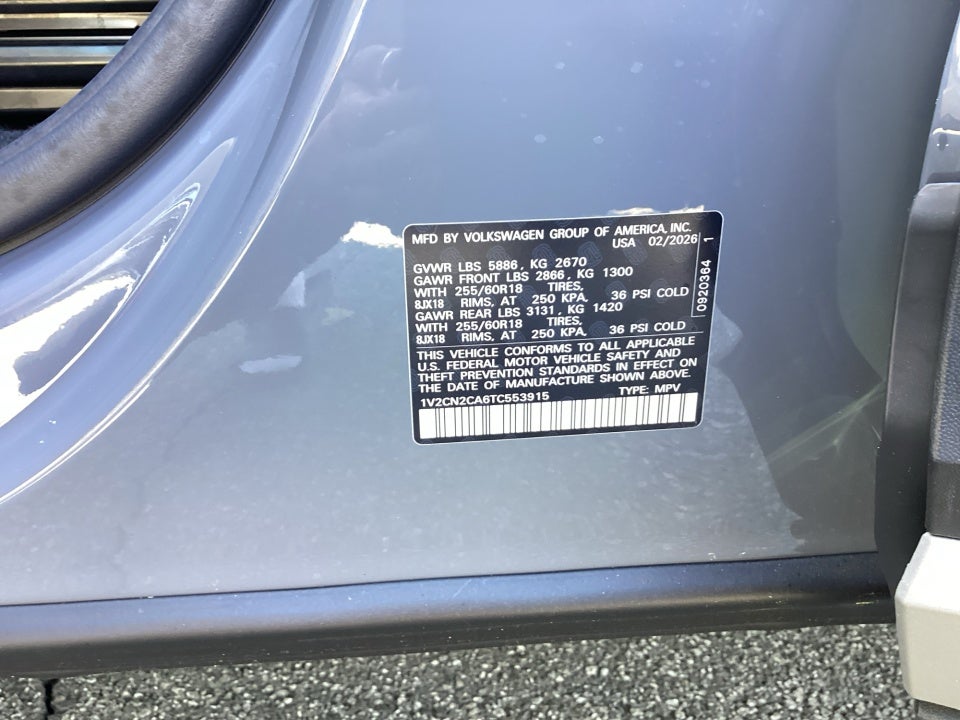 MFD BY VOLKSWAGEN GROUP OF AMERICA, INC.
USA 02/2026
GVWR LBS 5886, KG 2670
GAWR FRONT LBS 2866, KG 1300
WITH 255/60R18 TIRES,
8JX18 RIMS, AT 250 KPA. 36 PSI COLD
GAWR REAR LBS 3131, KG 1420
WITH 255/60R18 TIRES,
8JX18 RIMS, AT 250 KPA. 36 PSI COLD
THIS VEHICLE CONFORMS TO ALL APPLICABLE
U.S. FEDERAL MOTOR VEHICLE SAFETY AND
THEFT PREVENTION STANDARDS IN EFFECT ON
THE DATE OF MANUFACTURE SHOWN ABOVE.
1V2CN2CA6TC553915 TYPE: MPV
0920364 1